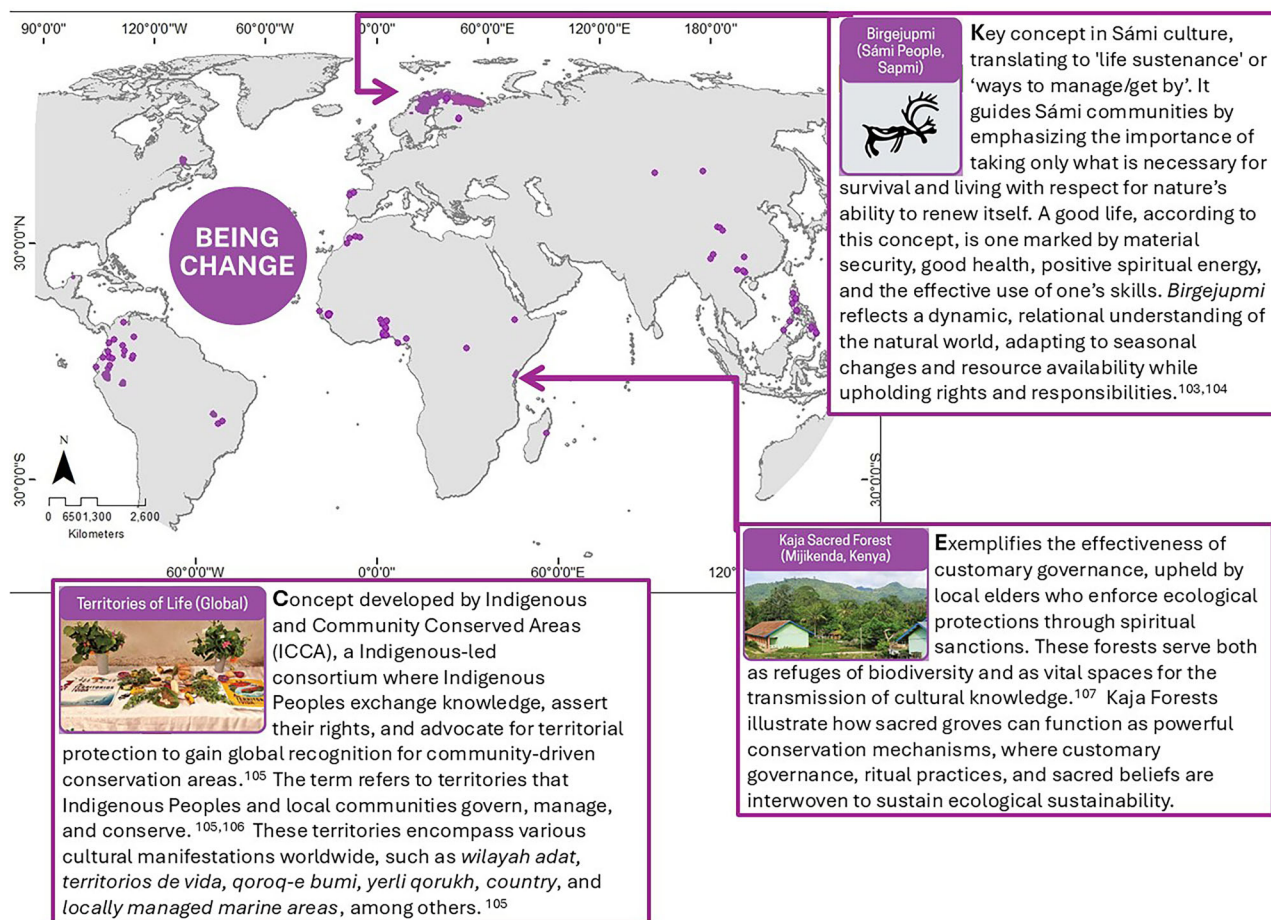 90°0'0"W
120°0'0"W
60°0'0"W
0°0'0"E
60°0'0"E
120°0'0"E
180°0'0"E
30°0'0"N
30°0'0"S
BEING
CHANGE
N
0 650 1,300 2,600
Kilometers
30°0'0"S
60°0'0"W
0°0'0"E
60°0'0"E
120°
Birgejupmi
(Sámi People,
Sapmi)
Key concept in Sámi culture,
translating to 'life sustenance' or
‘ways to manage/get by’. It
guides Sámi communities by
emphasizing the importance of
taking only what is necessary for
survival and living with respect for nature’s
ability to renew itself. A good life, according to
this concept, is one marked by material
security, good health, positive spiritual energy,
and the effective use of one’s skills. Birgejupmi
reflects a dynamic, relational understanding of
the natural world, adapting to seasonal
changes and resource availability while
upholding rights and responsibilities.103,104
Kaja Sacred Forest
(Mijikenda, Kenya)
Exemplifies the effectiveness of
customary governance, upheld by
local elders who enforce ecological
protections through spiritual
sanctions. These forests serve both
as refuges of biodiversity and as vital spaces for
the transmission of cultural knowledge.107 Kaja Forests
illustrate how sacred groves can function as powerful
conservation mechanisms, where customary
governance, ritual practices, and sacred beliefs are
interwoven to sustain ecological sustainability.
Territories of Life (Global)
Concept developed by Indigenous
and Community Conserved Areas
(ICCA), a Indigenous-led
consortium where Indigenous
Peoples exchange knowledge, assert
their rights, and advocate for territorial
protection to gain global recognition for community-driven
conservation areas.105 The term refers to territories that
Indigenous Peoples and local communities govern, manage,
and conserve. 105,106 These territories encompass various
cultural manifestations worldwide, such as wilayah adat,
territorios de vida, qoroq-e bumi, yerli qorukh, country, and
locally managed marine areas, among others. 105